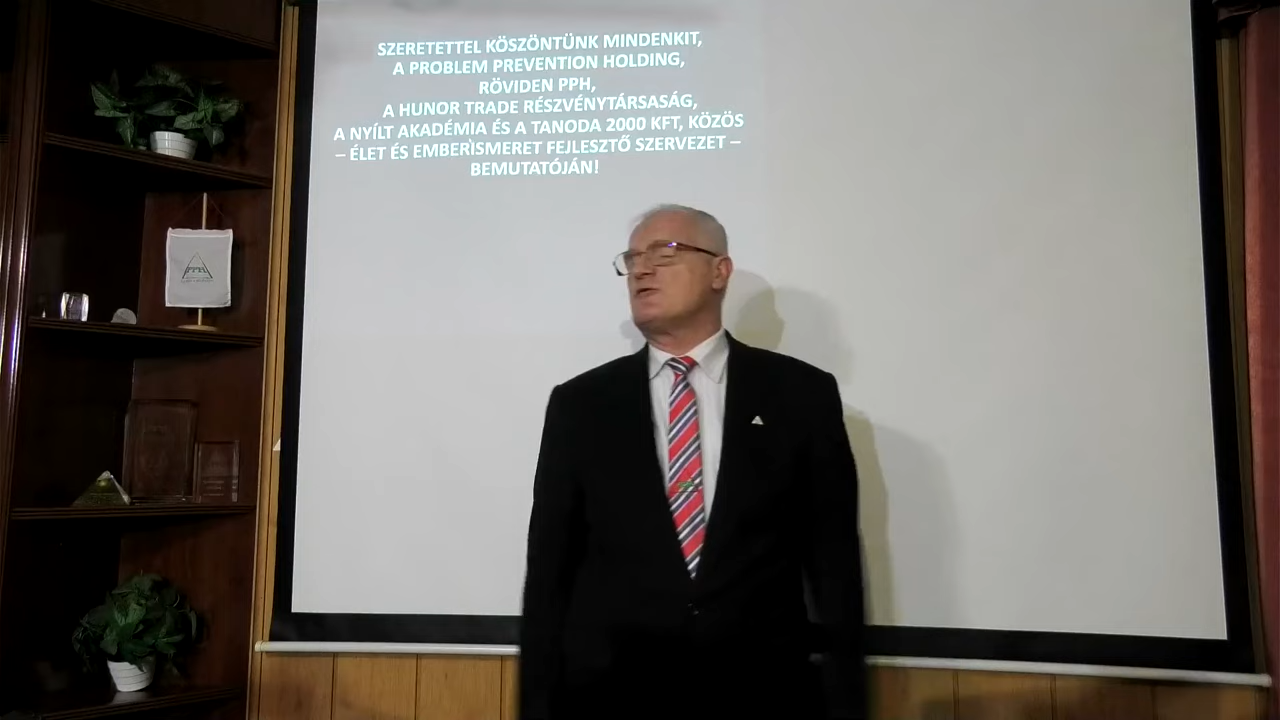 SZERETETTEL KÖSZÖNTÜNK MINDENKIT,
A PROBLEM PREVENTION HOLDING,
RÖVIDEN PPH,
A HUNOR TRADE RÉSZVÉNYTÁRSASÁG,
A NYÍLT AKADÉMIA ÉS A TANODA 2000 KFT, KÖZÖS
– ÉLET ÉS EMBERISMERET FEJLESZTŐ SZERVEZET –
BEMUTATÓJÁN!